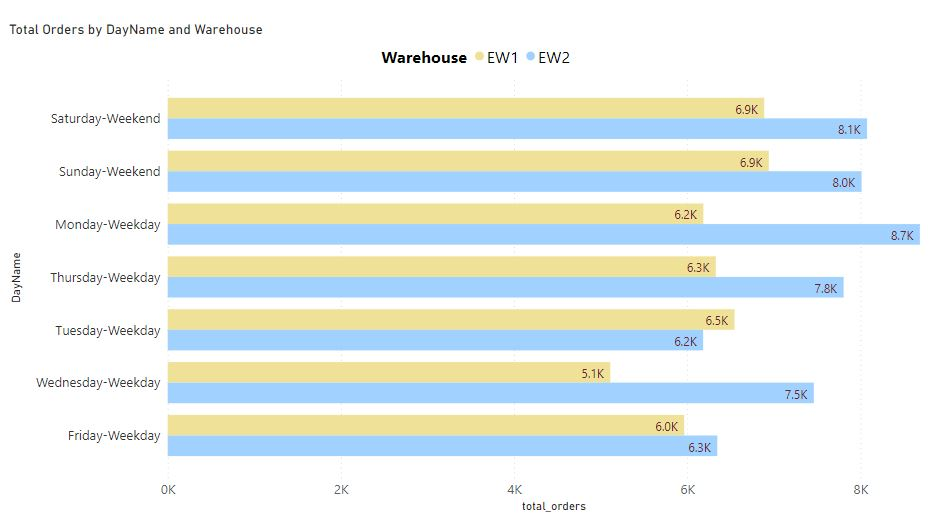 Total Orders by DayName and Warehouse
Warehouse EW1 EW2
DayName
Saturday-Weekend 6.9K
8.1K
Sunday-Weekend 6.9K
8.0K
Monday-Weekday 6.2K
8.7K
Thursday-Weekday 6.3K
7.8K
Tuesday-Weekday 6.5K
6.2K
Wednesday-Weekday 5.1K
7.5K
Friday-Weekday 6.0K
6.3K
0K 2K 4K 6K 8K
total_orders